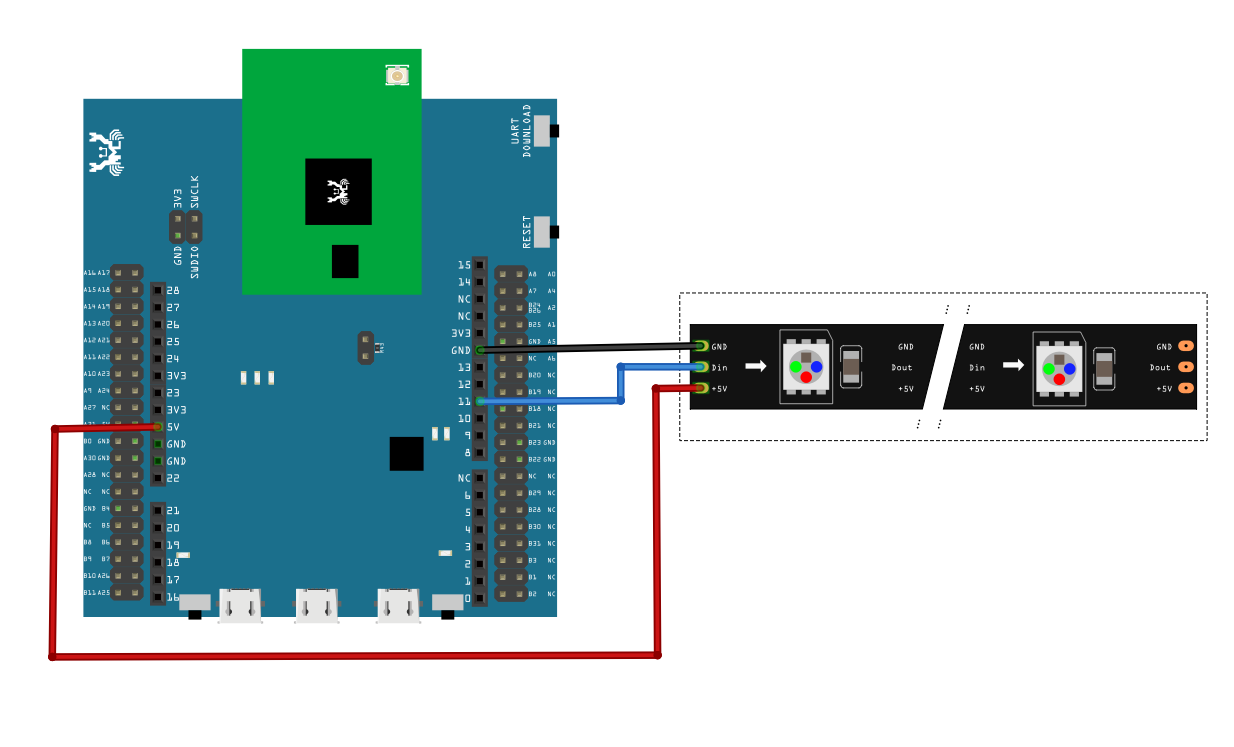 UART
DOWNLOAD
RESET
3V3
SWCLK
GND
SWDIO
A16 A17
A15 A18
A14 A19
A13 A20
A12 A21
A11 A22
A10 A23
A9 A24
A27 NC
B0 GND
A30 GND
A28 NC
NC NC
GND B4
NC B5
B8 B6
B9 B7
B10 A26
B11 A25
28
27
26
25
24
3V3
23
3V3
5V
GND
GND
22
21
20
19
18
17
16
15
14
NC
NC
3V3
GND
13
12
11
10
9
8
NC
6
5
4
3
2
1
0
A8 A0
A7 A4
B24
B26 A2
B25 A1
GND A5
NC A6
B20 NC
B19 NC
B18 NC
B21 NC
B23 GND
B22 GND
NC NC
B29 NC
B28 NC
B30 NC
B31 NC
B3 NC
B1 NC
B2 NC
GND
Din
+5V
GND
Dout
+5V
GND
Din
+5V
GND
Dout
+5V